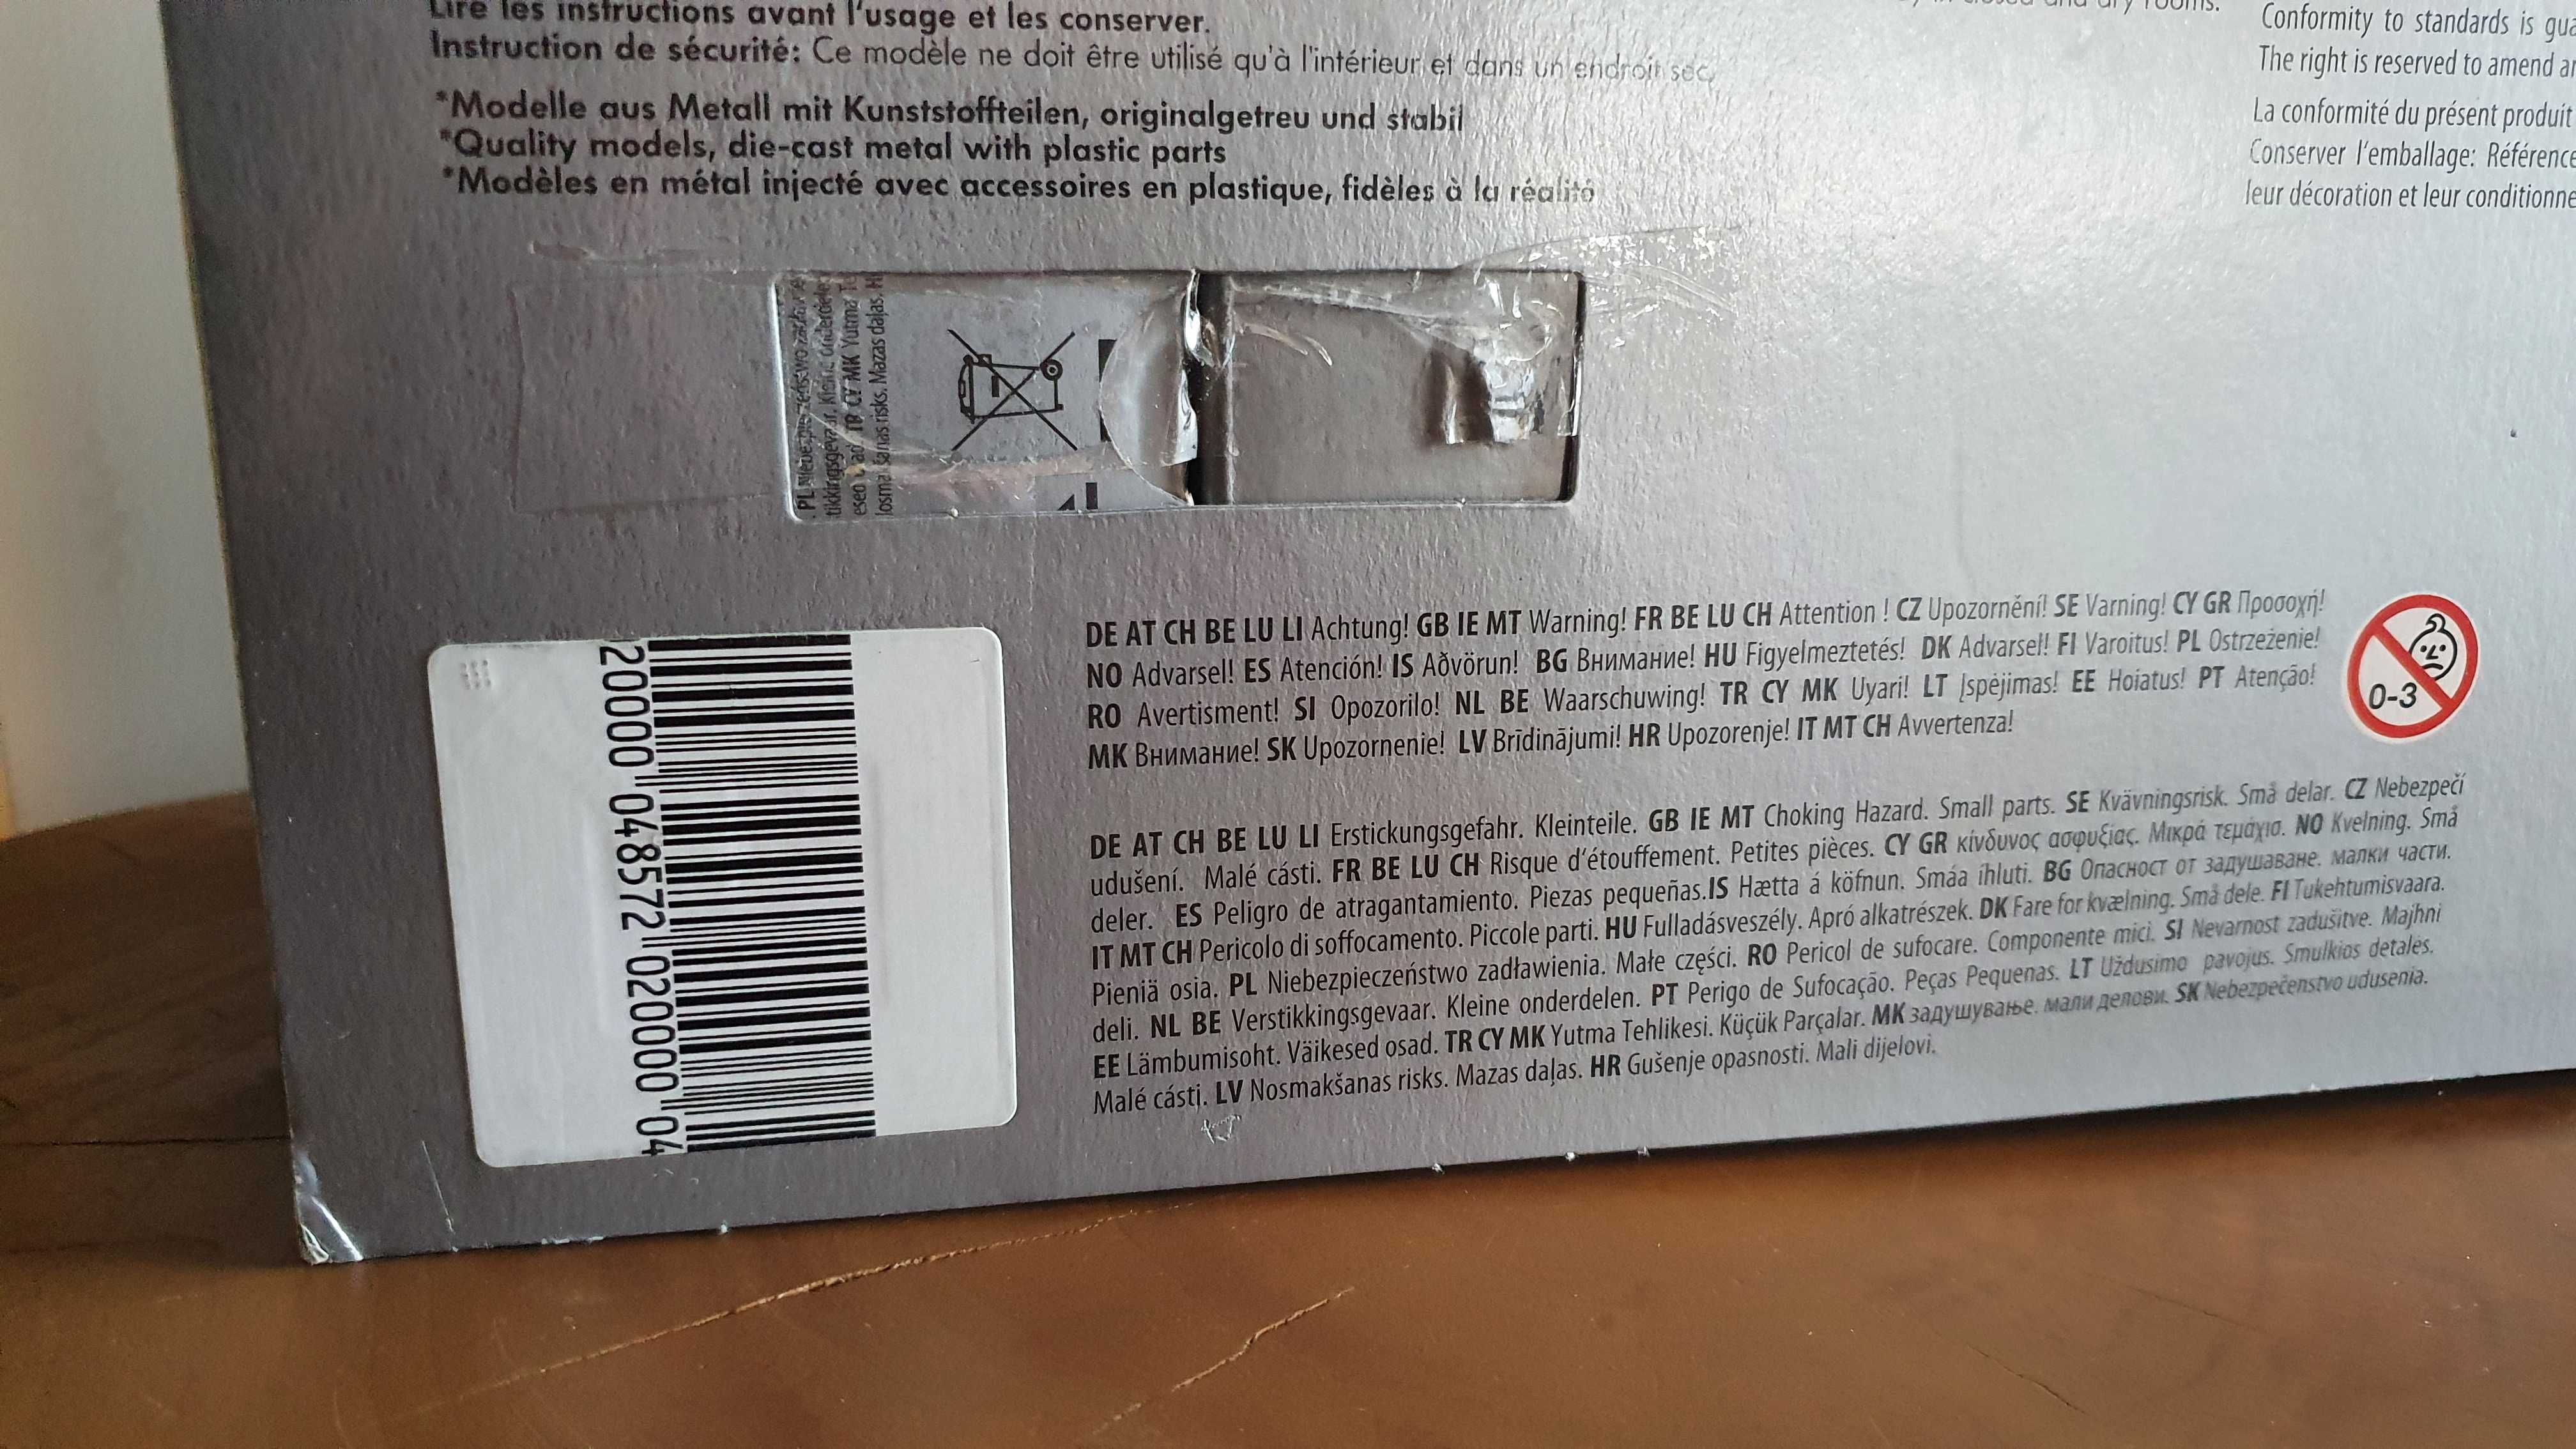 Lire les instructions avant l'usage et les conserver.
Instruction de sécurité: Ce modèle ne doit être utilisé qu'à l'intérieur et dans un endroit sec,
*Modelle aus Metall mit Kunststoffteilen, originalgetreu und stabil
*Quality models, die-cast metal with plastic parts
*Modèles en métal injecté avec accessoires en plastique, fidèles à la réalité
and dry rooms.
Conformity to standards is
The right is reserved to amend
La conformité du présent produit
Conserver l'emballage:
leur décoration et leur
PL
Kleine
TR CY MK Yutma
risks. Mazas daļas.
20000 048572 020000 04
DE AT CH BE LU LI Achtung! GB IE MT Warning! FR BE LU CH Attention ! CZ Upozornění! SE Varning! CY GR Προσοχή!
NO Advarsel! ES Atención! IS Aðvörun! BG Внимание! HU Figyelmeztetés! DK Advarsel! FI Varoitus! PL Ostrzeżenie!
RO Avertisment! SI Opozorilo! NL BE Waarschuwing! TR CY MK Uyari! LT Įspėjimas! EE Hoiatus! PT Atenção!
MK Внимание! SK Upozornenie! LV Brīdinājumi! HR Upozorenje! IT MT CH Avvertenza!
0-3
DE AT CH BE LU LI Erstickungsgefahr. Kleinteile. GB IE MT Choking Hazard. Small parts. SE Kvävningsrisk. Små delar. CZ Nebezpečí
udušení. Malé cásti. FR BE LU CH Risque d'étouffement. Petites pièces. CY GR κίνδυνος ασφυξίας. Μικρά τεμάχια. NO Kvelning. Små
deler. ES Peligro de atragantamiento. Piezas pequeñas.IS Hætta á köfnun. Smáa íhluti. BG Опасност от задушаване. малки части.
IT MT CH Pericolo di soffocamento. Piccole parti. HU Fulladásveszély. Apró alkatrészek. DK Fare for kvælning. Små dele. FI Tukehtumisvaara.
Pieniä osia. PL Niebezpieczeństwo zadławienia. Małe części. RO Pericol de sufocare. Componente mici. SI Nevarnost zadušitve. Majhni
deli. NL BE Verstikkingsgevaar. Kleine onderdelen. PT Perigo de Sufocação. Peças Pequenas. LT Uždusimo pavojus. Smulkios detalės.
EE Lämbumisoht. Väikesed osad. TR CY MK Yutma Tehlikesi. Küçük Parçalar. MK задушување. мали делови. SK Nebezpečenstvo udusenia.
Malé cásti. LV Nosmakšanas risks. Mazas daļas. HR Gušenje opasnosti. Mali dijelovi.